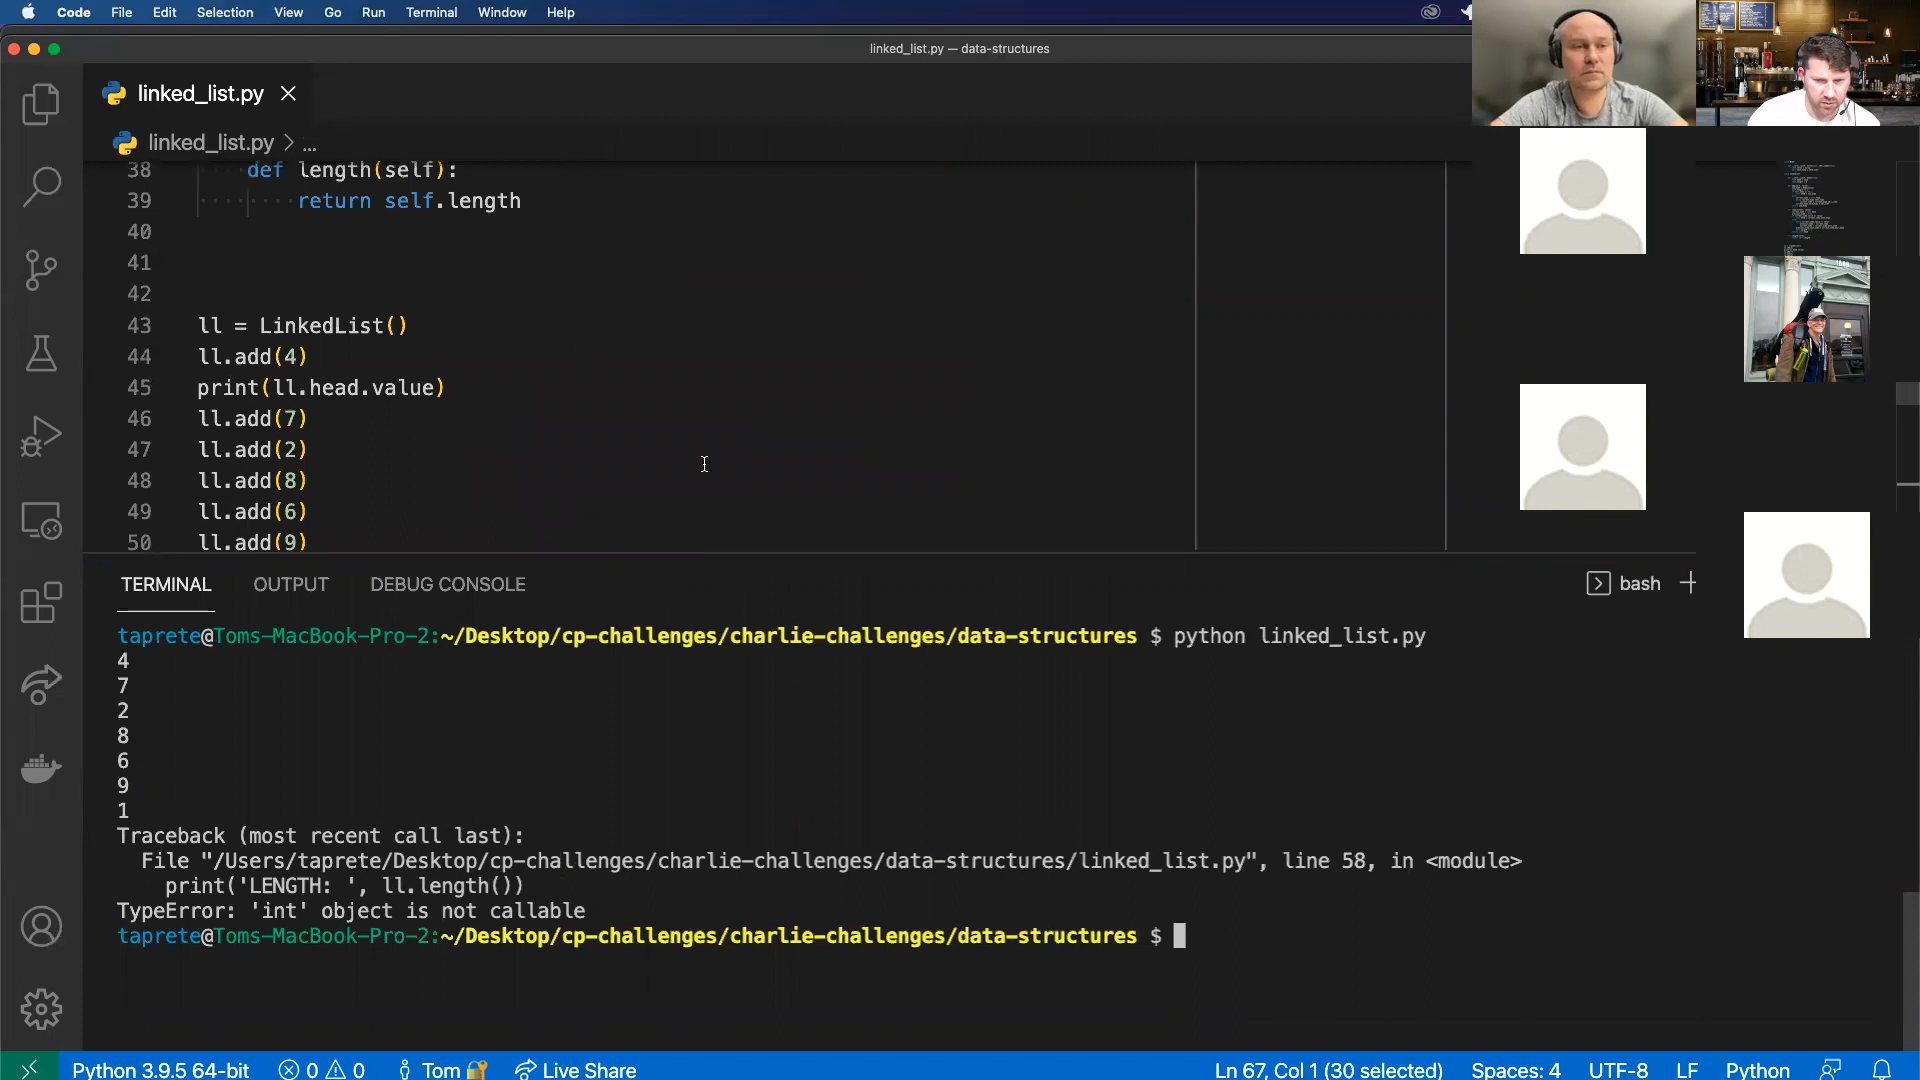 Code File Edit Selection View Go Run Terminal Window Help
linked_list.py — data-structures
linked_list.py
linked_list.py > ...
38 def length(self):
39 return self.length
40
41
42
43 ll = LinkedList()
44 ll.add(4)
45 print(ll.head.value)
46 ll.add(7)
47 ll.add(2)
48 ll.add(8)
49 ll.add(6)
50 ll.add(9)
TERMINAL OUTPUT DEBUG CONSOLE bash
taprete@Toms-MacBook-Pro-2:~/Desktop/cp-challenges/charlie-challenges/data-structures $ python linked_list.py
4
7
2
8
6
9
1
Traceback (most recent call last):
File "/Users/taprete/Desktop/cp-challenges/charlie-challenges/data-structures/linked_list.py", line 58, in <module>
print('LENGTH: ', ll.length())
TypeError: 'int' object is not callable
taprete@Toms-MacBook-Pro-2:~/Desktop/cp-challenges/charlie-challenges/data-structures $
Python 3.9.5 64-bit 0 0 Tom Live Share Ln 67, Col 1 (30 selected) Spaces: 4 UTF-8 LF Python